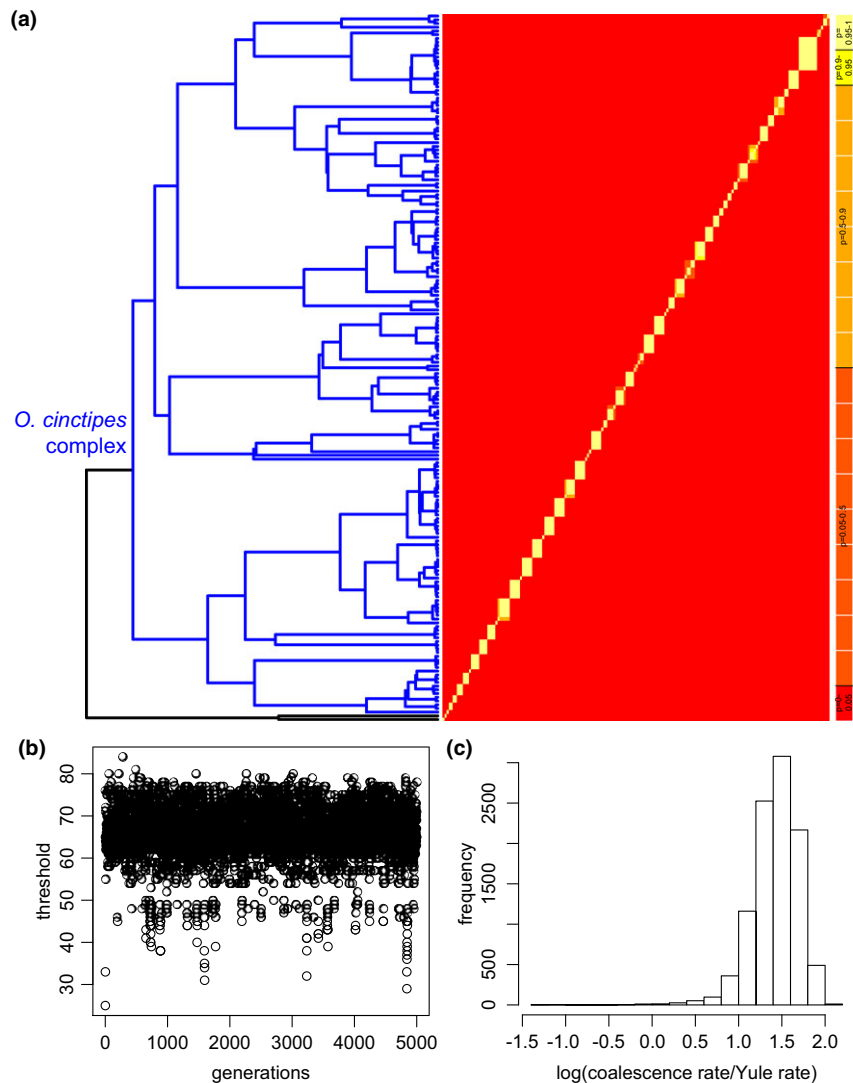 (a)
p=
0.95-1
p=0.9-
0.95
p=0.5-0.9
p=0.05-0.5
p=0-
0.05
O. cinctipes
complex
(b)
80
70
60
50
40
30
threshold
0 1000 2000 3000 4000 5000
generations
(c)
2500
1500
500
0
frequency
-1.5 -1.0 -0.5 0.0 0.5 1.0 1.5 2.0
log(coalescence rate/Yule rate)